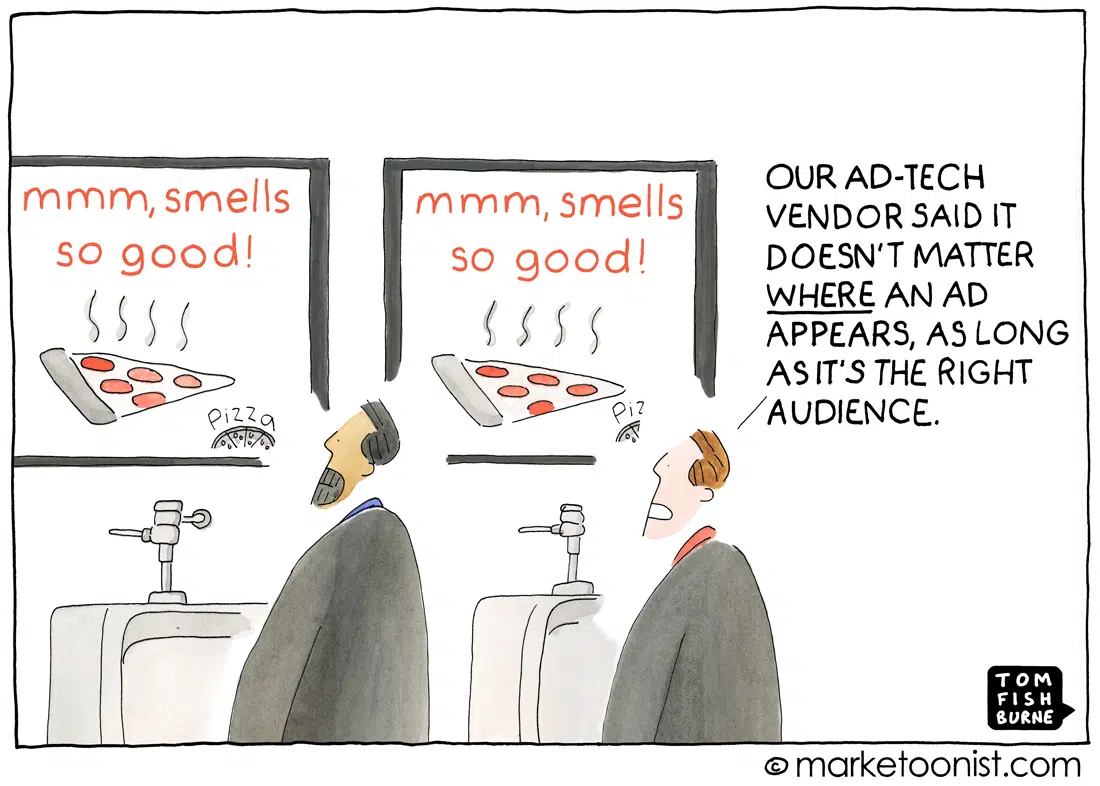 mmm, smells
so good!
Pizza
mmm, smells
so good!
Piz
OUR AD-TECH
VENDOR SAID IT
DOESN'T MATTER
WHERE AN AD
APPEARS, AS LONG
AS IT'S THE RIGHT
AUDIENCE.
TOM
FISH
BURNE
© marketoonist.com